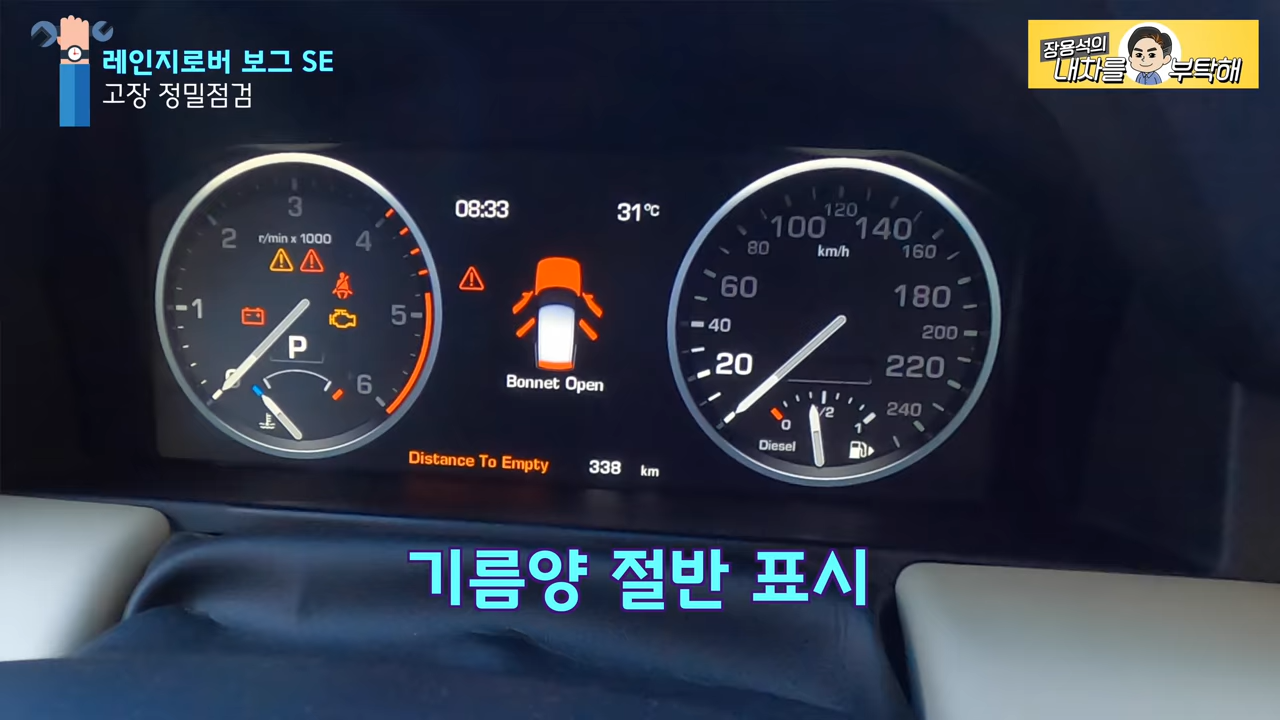 레인지로버 보그 SE
고장 정밀점검
장용석의
내차를 부탁해
08:33
31°C
r/min x 1000
1
2
3
4
5
6
P
Bonnet Open
Distance To Empty 338 km
km/h
20
40
60
80
100
120
140
160
180
200
220
240
0
1/2
1
Diesel
기름양 절반 표시